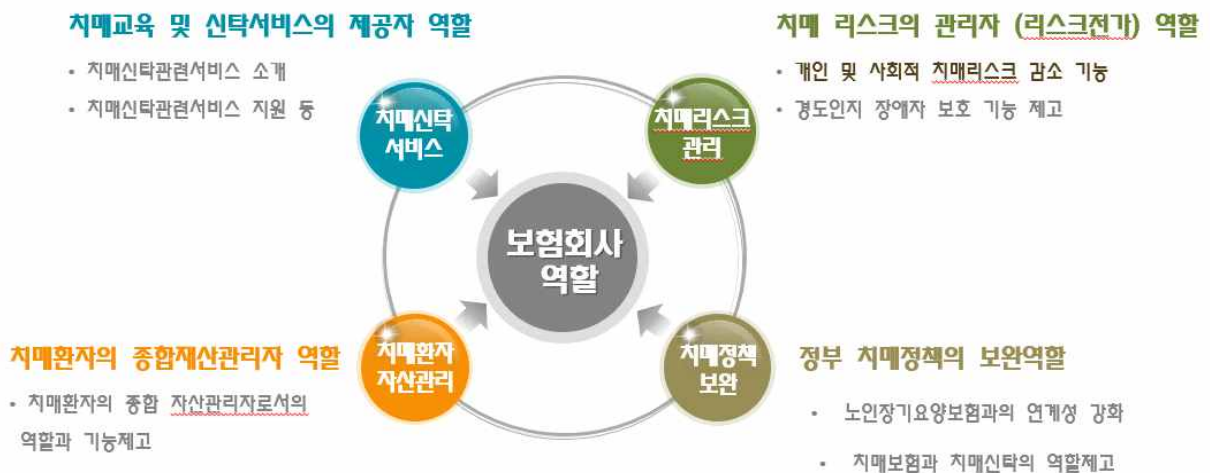 치매교육 및 신탁서비스의 제공자 역할
• 치매신탁관련서비스 소개
• 치매신탁관련서비스 지원 등
치매 리스크의 관리자 (리스크전가) 역할
• 개인 및 사회적 치매리스크 감소 기능
• 경도인지 장애자 보호 기능 제고
치매신탁
서비스
치매리스크
관리
보험회사
역할
치매환자
자산관리
치매정책
보완
치매환자의 종합재산관리자 역할
• 치매환자의 종합 자산관리자로서의
역할과 기능제고
정부 치매정책의 보완역할
• 노인장기요양보험과의 연계성 강화
• 치매보험과 치매신탁의 역할제고